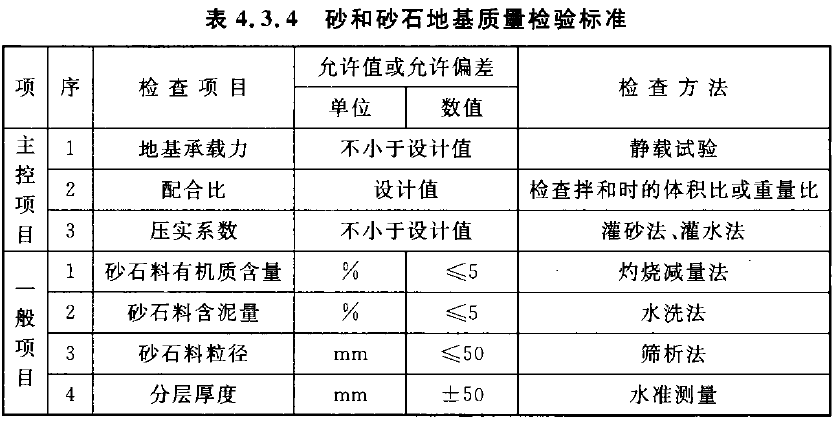 表 4.3.4 砂和砂石地基质量检验标准
项 序 检查项目 允许值或允许偏差 检查方法
单位 数值
主控项目
1 地基承载力 不小于设计值 静载试验
2 配合比 设计值 检查拌和时的体积比或重量比
3 压实系数 不小于设计值 灌砂法、灌水法
一般项目
1 砂石料有机质含量 % ≤5 灼烧减量法
2 砂石料含泥量 % ≤5 水洗法
3 砂石料粒径 mm ≤50 筛析法
4 分层厚度 mm ±50 水准测量